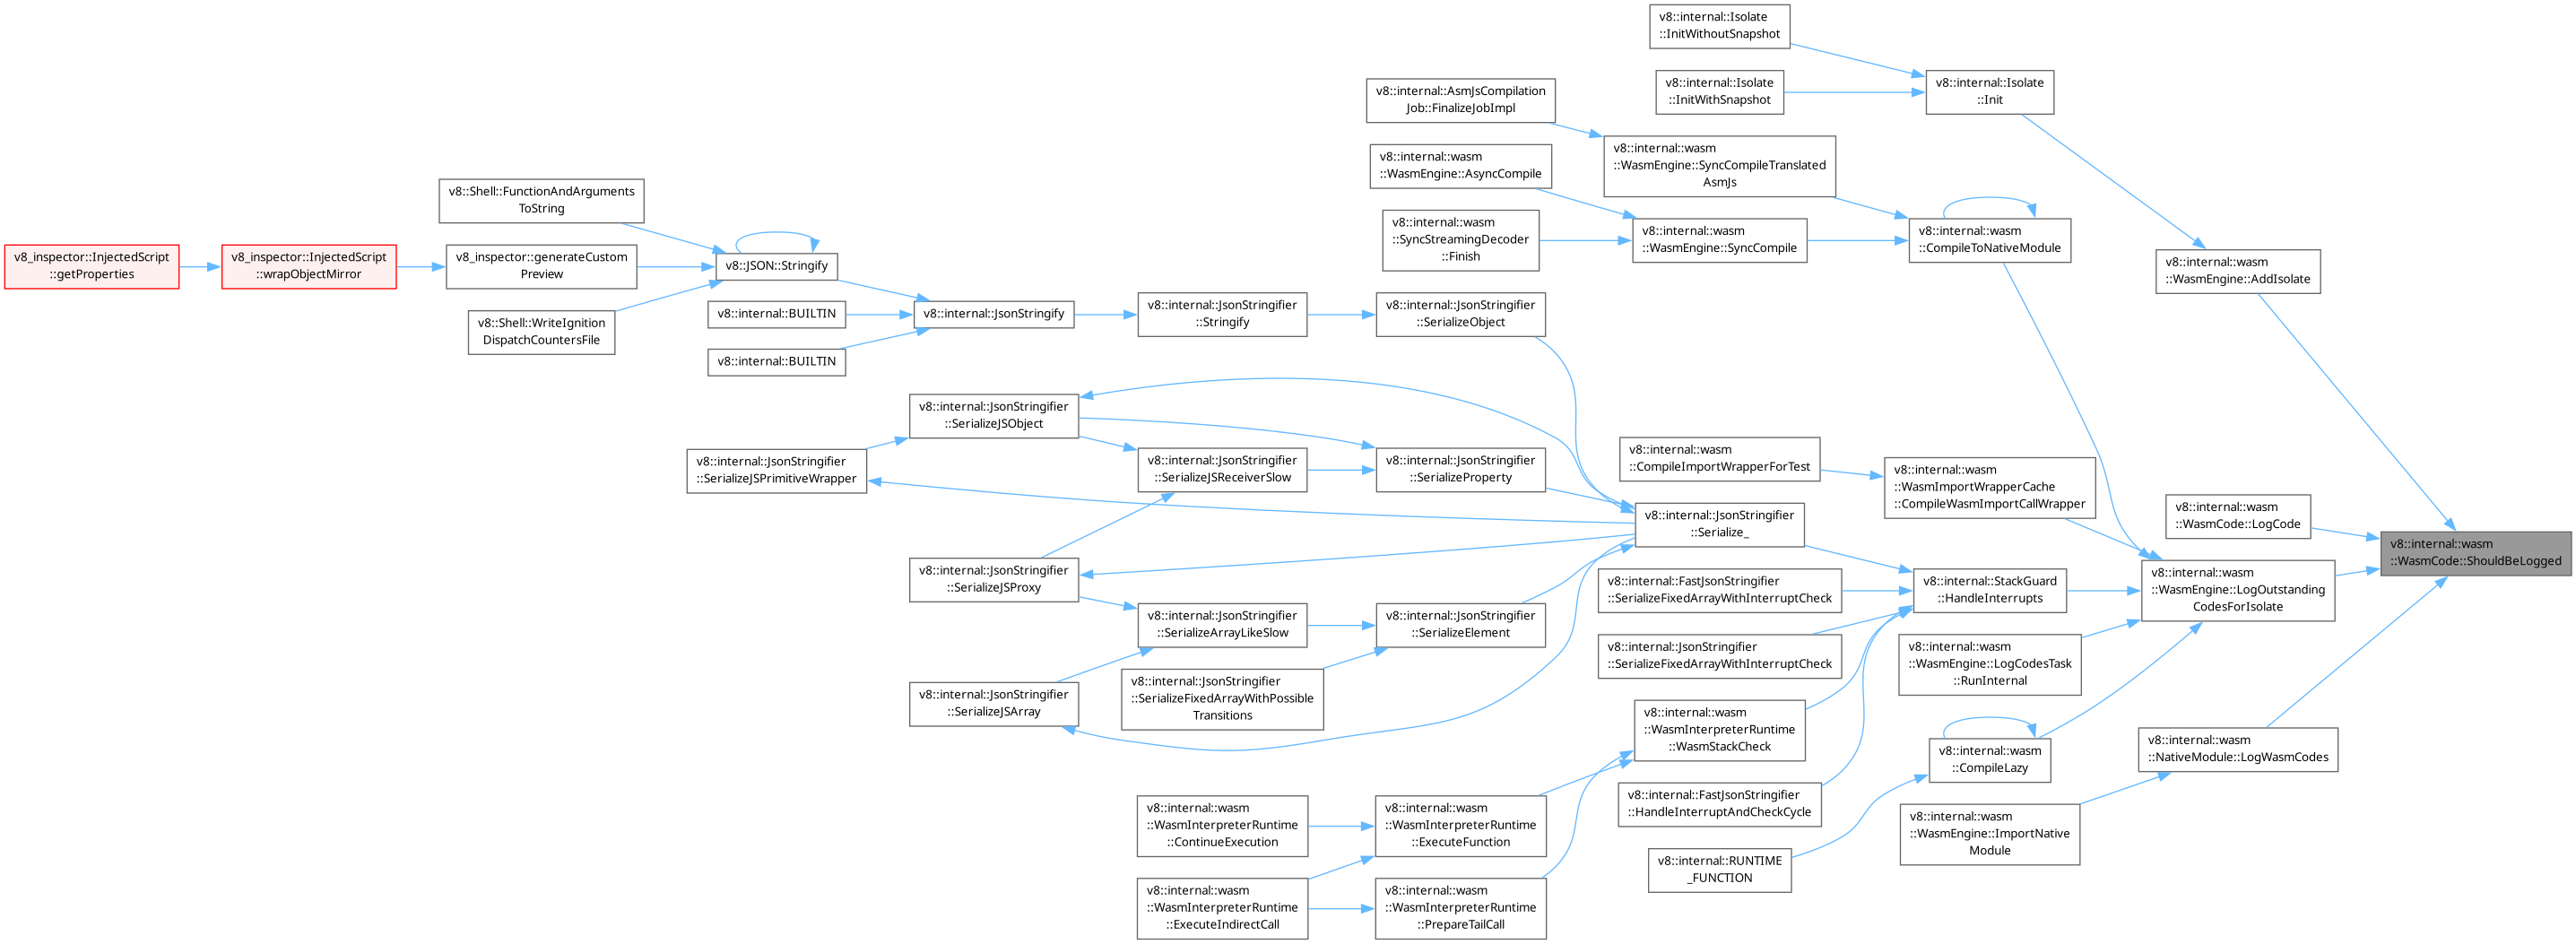 v8::internal::Isolate
::InitWithoutSnapshot
v8::internal::Isolate
::InitWithSnapshot
v8::internal::Isolate
::Init
v8::internal::AsmJsCompilation
Job::FinalizeJobImpl
v8::internal::wasm
::WasmEngine::SyncCompileTranslated
AsmJs
v8::internal::wasm
::WasmEngine::AsyncCompile
v8::internal::wasm
::SyncStreamingDecoder
::Finish
v8::internal::wasm
::WasmEngine::SyncCompile
v8::internal::wasm
::CompileToNativeModule
v8::internal::wasm
::WasmEngine::AddIsolate
v8::Shell::FunctionAndArguments
ToString
v8_inspector::InjectedScript
::getProperties
v8_inspector::InjectedScript
::wrapObjectMirror
v8_inspector::generateCustom
Preview
v8::JSON::Stringify
v8::Shell::WriteIgnition
DispatchCountersFile
v8::internal::BUILTIN
v8::internal::BUILTIN
v8::internal::JsonStringify
v8::internal::JsonStringifier
::Stringify
v8::internal::JsonStringifier
::SerializeObject
v8::internal::JsonStringifier
::SerializeJSObject
v8::internal::JsonStringifier
::SerializeJSPrimitiveWrapper
v8::internal::JsonStringifier
::SerializeJSReceiverSlow
v8::internal::JsonStringifier
::SerializeProperty
v8::internal::wasm
::CompileImportWrapperForTest
v8::internal::wasm
::WasmImportWrapperCache
::CompileWasmImportCallWrapper
v8::internal::wasm
::WasmCode::LogCode
v8::internal::wasm
::WasmCode::ShouldBeLogged
v8::internal::JsonStringifier
::Serialize_
v8::internal::JsonStringifier
::SerializeJSProxy
v8::internal::FastJsonStringifier
::SerializeFixedArrayWithInterruptCheck
v8::internal::StackGuard
::HandleInterrupts
v8::internal::wasm
::WasmEngine::LogOutstanding
CodesForIsolate
v8::internal::JsonStringifier
::SerializeArrayLikeSlow
v8::internal::JsonStringifier
::SerializeElement
v8::internal::JsonStringifier
::SerializeFixedArrayWithInterruptCheck
v8::internal::wasm
::WasmEngine::LogCodesTask
::RunInternal
v8::internal::JsonStringifier
::SerializeJSArray
v8::internal::JsonStringifier
::SerializeFixedArrayWithPossible
Transitions
v8::internal::wasm
::WasmInterpreterRuntime
::WasmStackCheck
v8::internal::wasm
::CompileLazy
v8::internal::wasm
::NativeModule::LogWasmCodes
v8::internal::FastJsonStringifier
::HandleInterruptAndCheckCycle
v8::internal::wasm
::WasmInterpreterRuntime
::ContinueExecution
v8::internal::wasm
::WasmInterpreterRuntime
::ExecuteFunction
v8::internal::wasm
::WasmEngine::ImportNative
Module
v8::internal::RUNTIME
_FUNCTION
v8::internal::wasm
::WasmInterpreterRuntime
::ExecuteIndirectCall
v8::internal::wasm
::WasmInterpreterRuntime
::PrepareTailCall